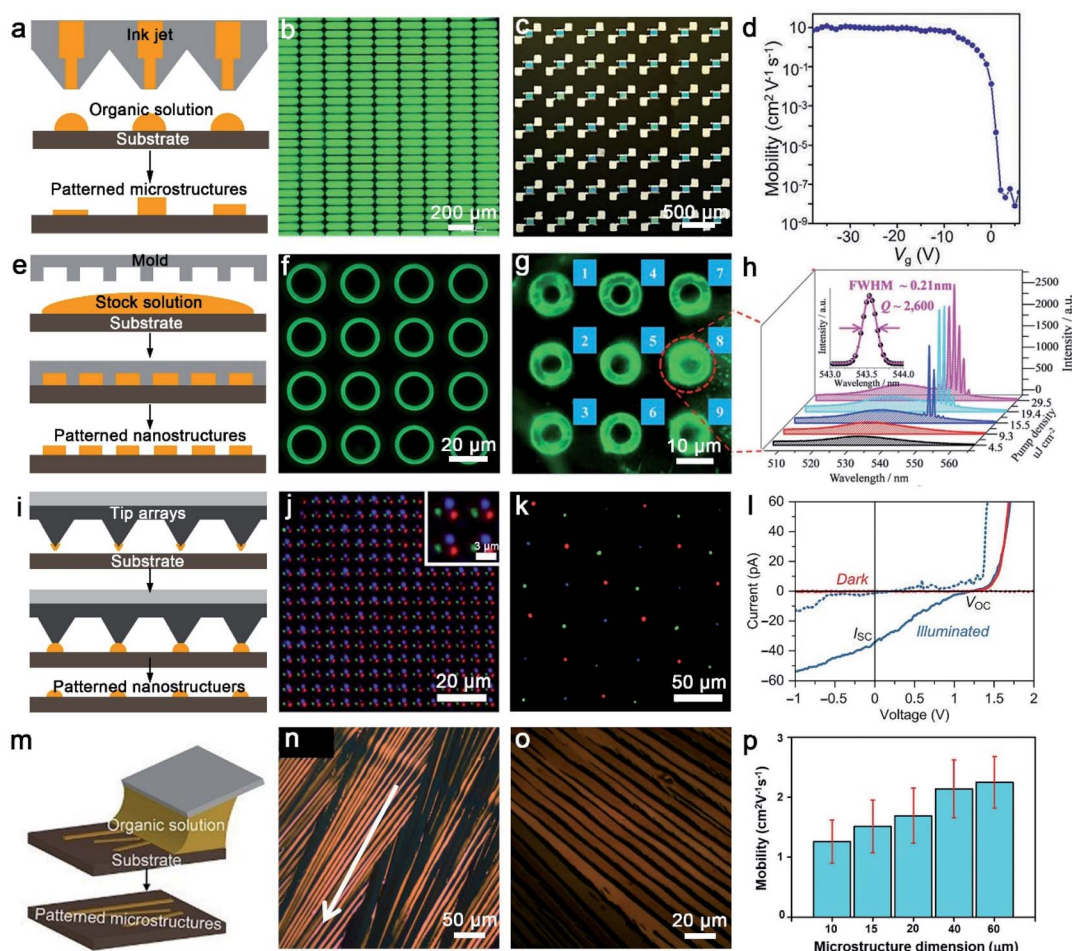 a
Ink jet
Organic solution
Substrate
Patterned microstructures
b
200 μm
c
500 μm
d
Mobility (cm² V⁻¹ s⁻¹)
10
10⁻¹
10⁻³
10⁻⁵
10⁻⁷
10⁻⁹
-30 -20 -10 0
Vg (V)
e
Mold
Stock solution
Substrate
Patterned nanostructures
f
20 μm
g
1 4 7
2 5 8
3 6 9
10 μm
h
FWHM ~ 0.21nm
Q ~ 2,600
Intensity / a.u.
543.0 543.5 544.0
Wavelength / nm
2500
2000
1500
1000
500
0
Intensity / a.u.
29.5
19.4
15.5
9.3
4.5
Pump density
uJ cm⁻²
510 520 530 540 550 560
Wavelength / nm
i
Tip arrays
Substrate
Patterned nanostructuers
j
3 μm
20 μm
k
50 μm
l
Current (pA)
60
40
20
0
−20
−40
−60
Dark
VOC
ISC
Illuminated
−1 −0.5 0 0.5 1 1.5 2
Voltage (V)
m
Organic solution
Substrate
Patterned microstructures
n
50 μm
o
20 μm
p
Mobility (cm²V⁻¹s⁻¹)
3
2
1
0
10 15 20 40 60
Microstructure dimension (μm)